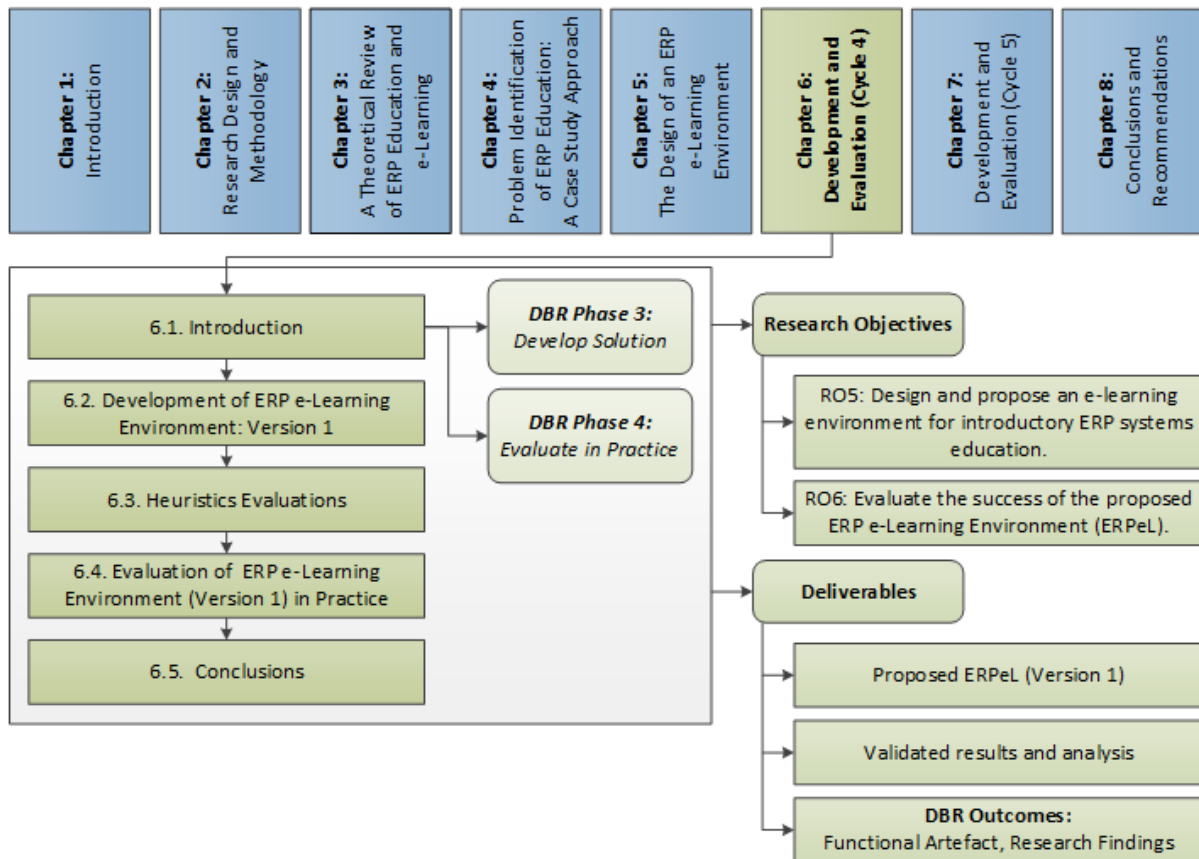 Chapter 1:
Introduction
Chapter 2:
Research Design and
Methodology
Chapter 3:
A Theoretical Review
of ERP Education and
e-Learning
Chapter 4:
Problem Identification
of ERP Education:
A Case Study Approach
Chapter 5:
The Design of an ERP
e-Learning
Environment
Chapter 6:
Development and
Evaluation (Cycle 4)
Chapter 7:
Development and
Evaluation (Cycle 5)
Chapter 8:
Conclusions and
Recommendations
6.1. Introduction
6.2. Development of ERP e-Learning
Environment: Version 1
6.3. Heuristics Evaluations
6.4. Evaluation of ERP e-Learning
Environment (Version 1) in Practice
6.5. Conclusions
DBR Phase 3:
Develop Solution
DBR Phase 4:
Evaluate in Practice
Research Objectives
RO5: Design and propose an e-learning
environment for introductory ERP systems
education.
RO6: Evaluate the success of the proposed
ERP e-Learning Environment (ERPeL).
Deliverables
Proposed ERPeL (Version 1)
Validated results and analysis
DBR Outcomes:
Functional Artefact, Research Findings